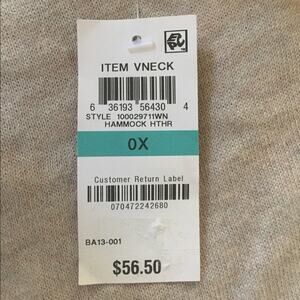 ITEM VNECK
6 36193 56430 4
STYLE 100029711WN
HAMMOCK HTHR
0X
Customer Return Label
070472242680
BA13-001
$56.50